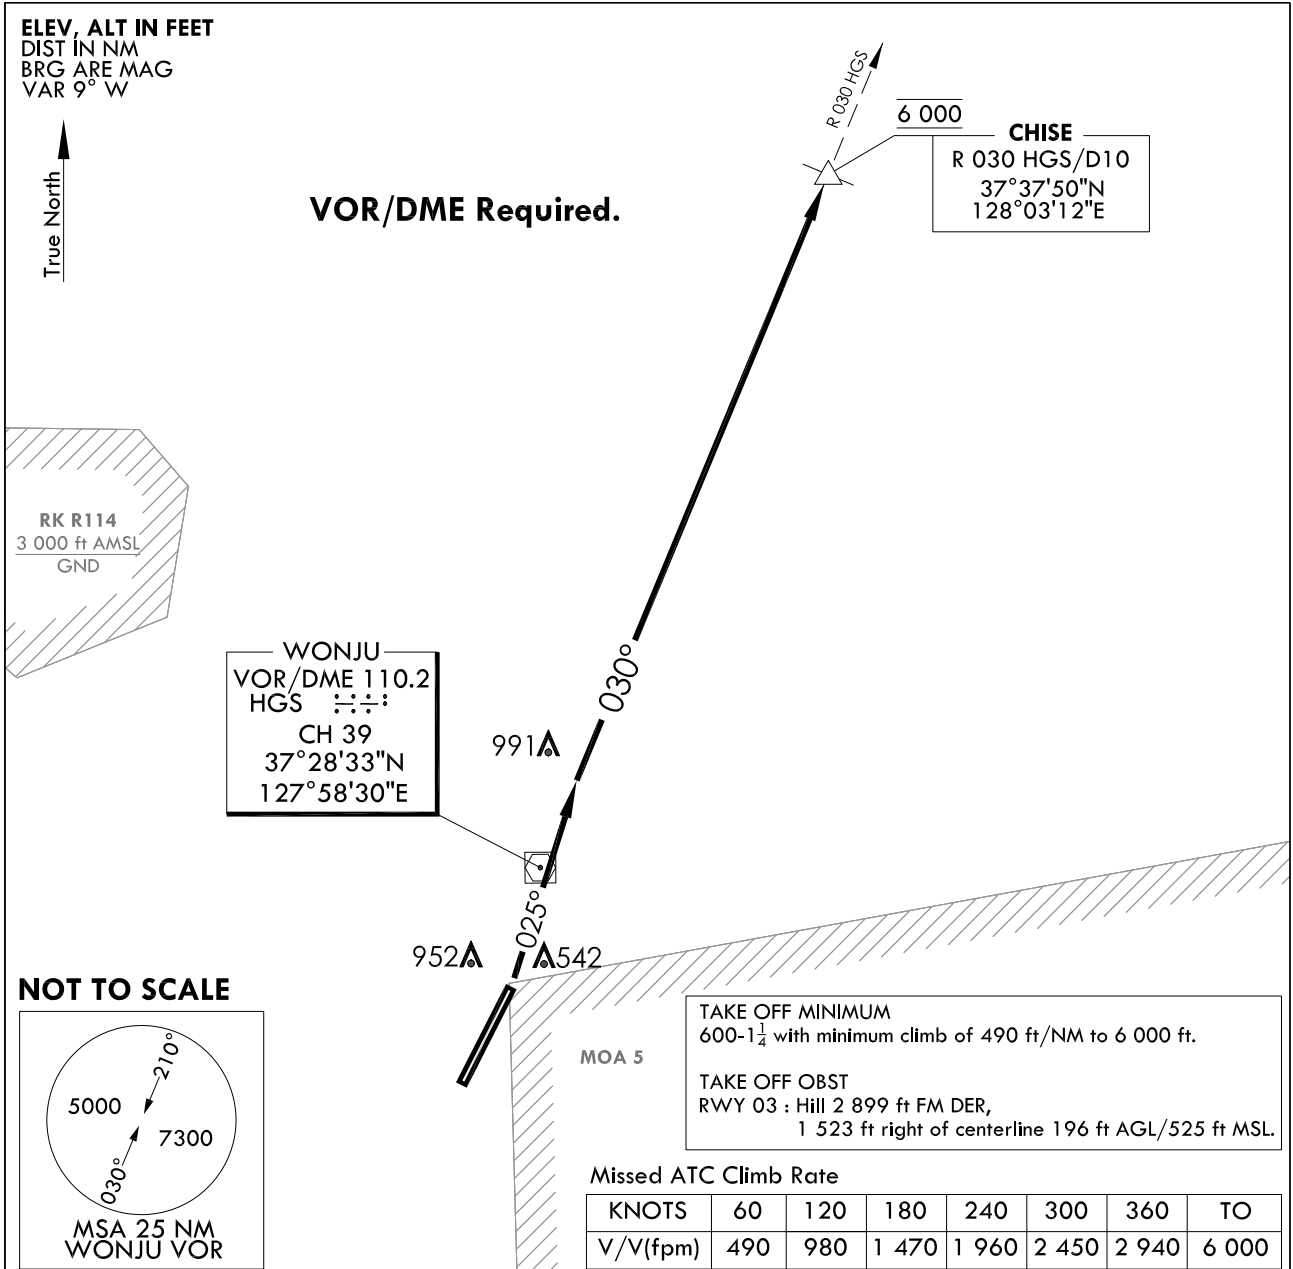 ELEV, ALT IN FEET
DIST IN NM
BRG ARE MAG
VAR 9° W
True North
VOR/DME Required.
R 030 HGS
6 000
CHISE
R 030 HGS/D10
37°37'50"N
128°03'12"E
RK R114
3 000 ft AMSL
GND
030°
WONJU
VOR/DME 110.2
HGS
CH 39
37°28'33"N
127°58'30"E
991
025°
952
542
NOT TO SCALE
210°
5000
7300
030°
MSA 25 NM
WONJU VOR
MOA 5
TAKE OFF MINIMUM
600-1 1/4 with minimum climb of 490 ft/NM to 6 000 ft.
TAKE OFF OBST
RWY 03 : Hill 2 899 ft FM DER,
1 523 ft right of centerline 196 ft AGL/525 ft MSL.
Missed ATC Climb Rate
KNOTS 60 120 180 240 300 360 TO
V/V(fpm) 490 980 1 470 1 960 2 450 2 940 6 000